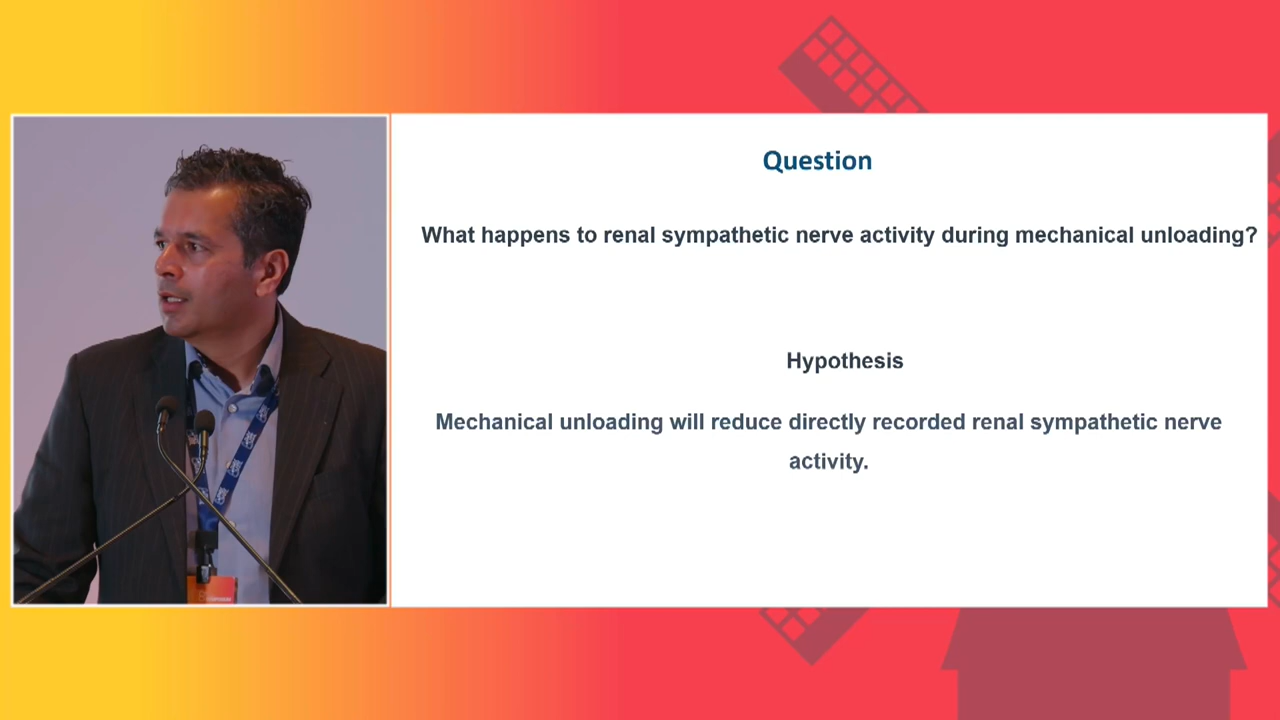 Question
What happens to renal sympathetic nerve activity during mechanical unloading?
Hypothesis
Mechanical unloading will reduce directly recorded renal sympathetic nerve
activity.